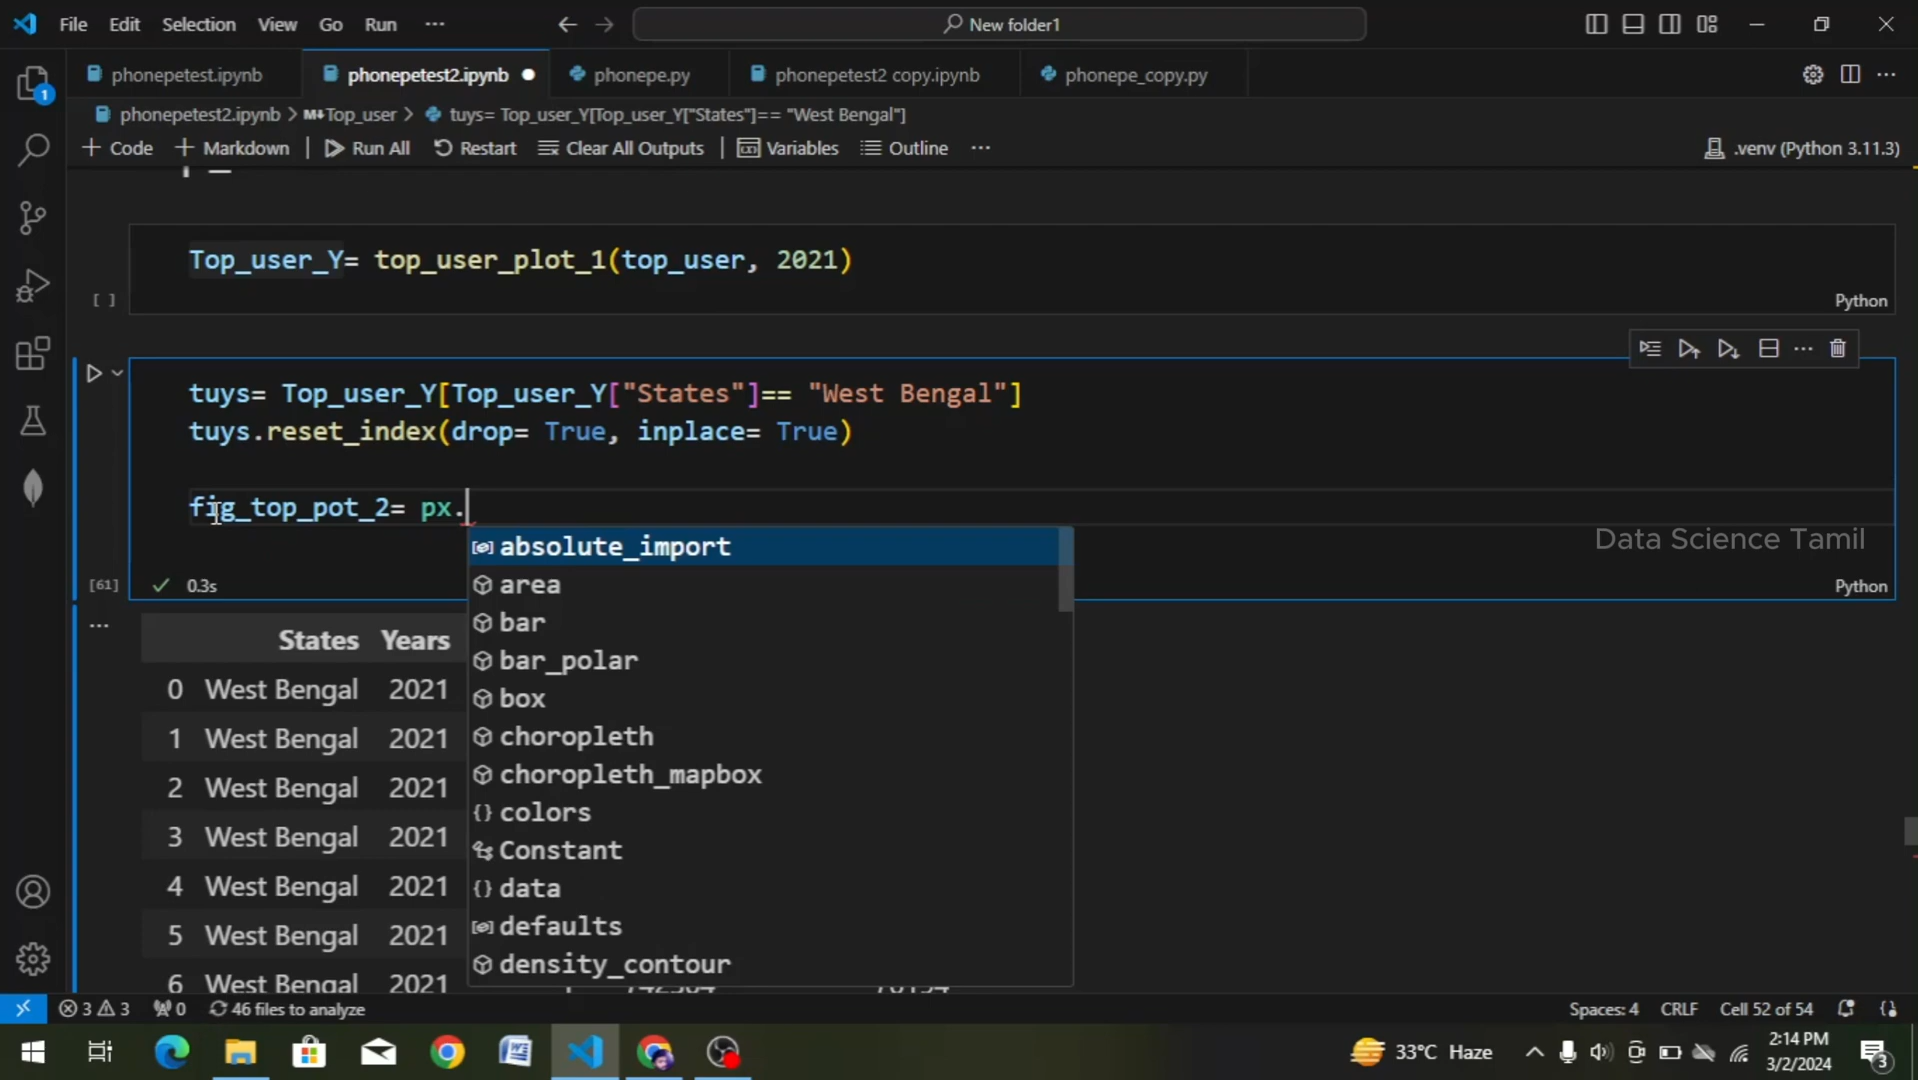 File Edit Selection View Go Run ··· New folder1
phonepetest.ipynb phonepetest2.ipynb phonepe.py phonepetest2 copy.ipynb phonepe_copy.py
phonepetest2.ipynb > M↓Top_user > tuys= Top_user_Y[Top_user_Y["States"]== "West Bengal"]
+ Code + Markdown Run All Restart Clear All Outputs Variables Outline ··· .venv (Python 3.11.3)
Top_user_Y= top_user_plot_1(top_user, 2021)
[ ] Python
tuys= Top_user_Y[Top_user_Y["States"]== "West Bengal"]
tuys.reset_index(drop= True, inplace= True)
fig_top_pot_2= px.
Data Science Tamil
absolute_import
area
bar
bar_polar
box
choropleth
choropleth_mapbox
colors
Constant
data
defaults
density_contour
[61] 0.3s Python
States Years
0 West Bengal 2021
1 West Bengal 2021
2 West Bengal 2021
3 West Bengal 2021
4 West Bengal 2021
5 West Bengal 2021
6 West Bengal 2021
3 3 0 46 files to analyze Spaces: 4 CRLF Cell 52 of 54
33°C Haze 2:14 PM
3/2/2024 3
1